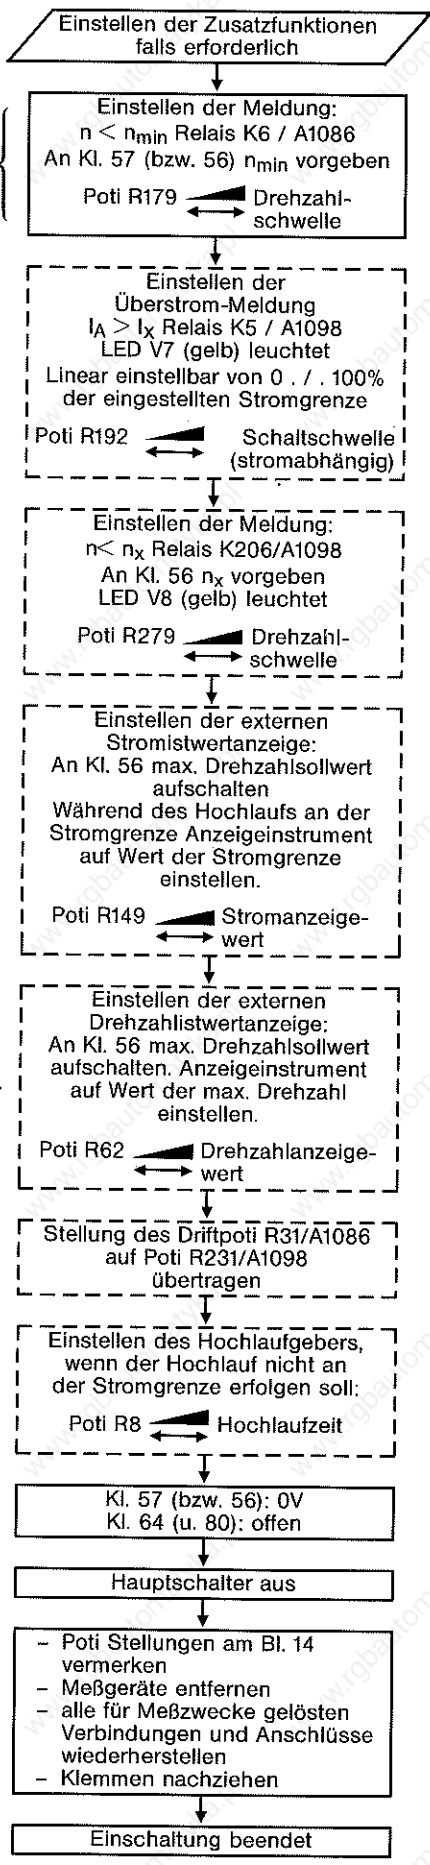 Einstellen der Zusatzfunktionen
falls erforderlich
Einstellen der Meldung:
n < nmin Relais K6 / A1086
An Kl. 57 (bzw. 56) nmin vorgeben
Poti R179 Drehzahl-
schwelle
Einstellen der
Überstrom-Meldung
IA > IX Relais K5 / A1098
LED V7 (gelb) leuchtet
Linear einstellbar von 0 . / . 100%
der eingestellten Stromgrenze
Poti R192 Schaltschwelle
(stromabhängig)
Einstellen der Meldung:
n< nx Relais K206/A1098
An Kl. 56 nx vorgeben
LED V8 (gelb) leuchtet
Poti R279 Drehzahl-
schwelle
Einstellen der externen
Stromistwertanzeige:
An Kl. 56 max. Drehzahlsollwert
aufschalten
Während des Hochlaufs an der
Stromgrenze Anzeigeinstrument
auf Wert der Stromgrenze
einstellen.
Poti R149 Stromanzeige-
wert
Einstellen der externen
Drehzahlistwertanzeige:
An Kl. 56 max. Drehzahlsollwert
aufschalten. Anzeigeinstrument
auf Wert der max. Drehzahl
einstellen.
Poti R62 Drehzahlanzeige-
wert
Stellung des Driftpoti R31/A1086
auf Poti R231/A1098
übertragen
Einstellen des Hochlaufgebers,
wenn der Hochlauf nicht an
der Stromgrenze erfolgen soll:
Poti R8 Hochlaufzeit
Kl. 57 (bzw. 56): 0V
Kl. 64 (u. 80): offen
Hauptschalter aus
– Poti Stellungen am Bl. 14
vermerken
– Meßgeräte entfernen
– alle für Meßzwecke gelösten
Verbindungen und Anschlüsse
wiederherstellen
– Klemmen nachziehen
Einschaltung beendet